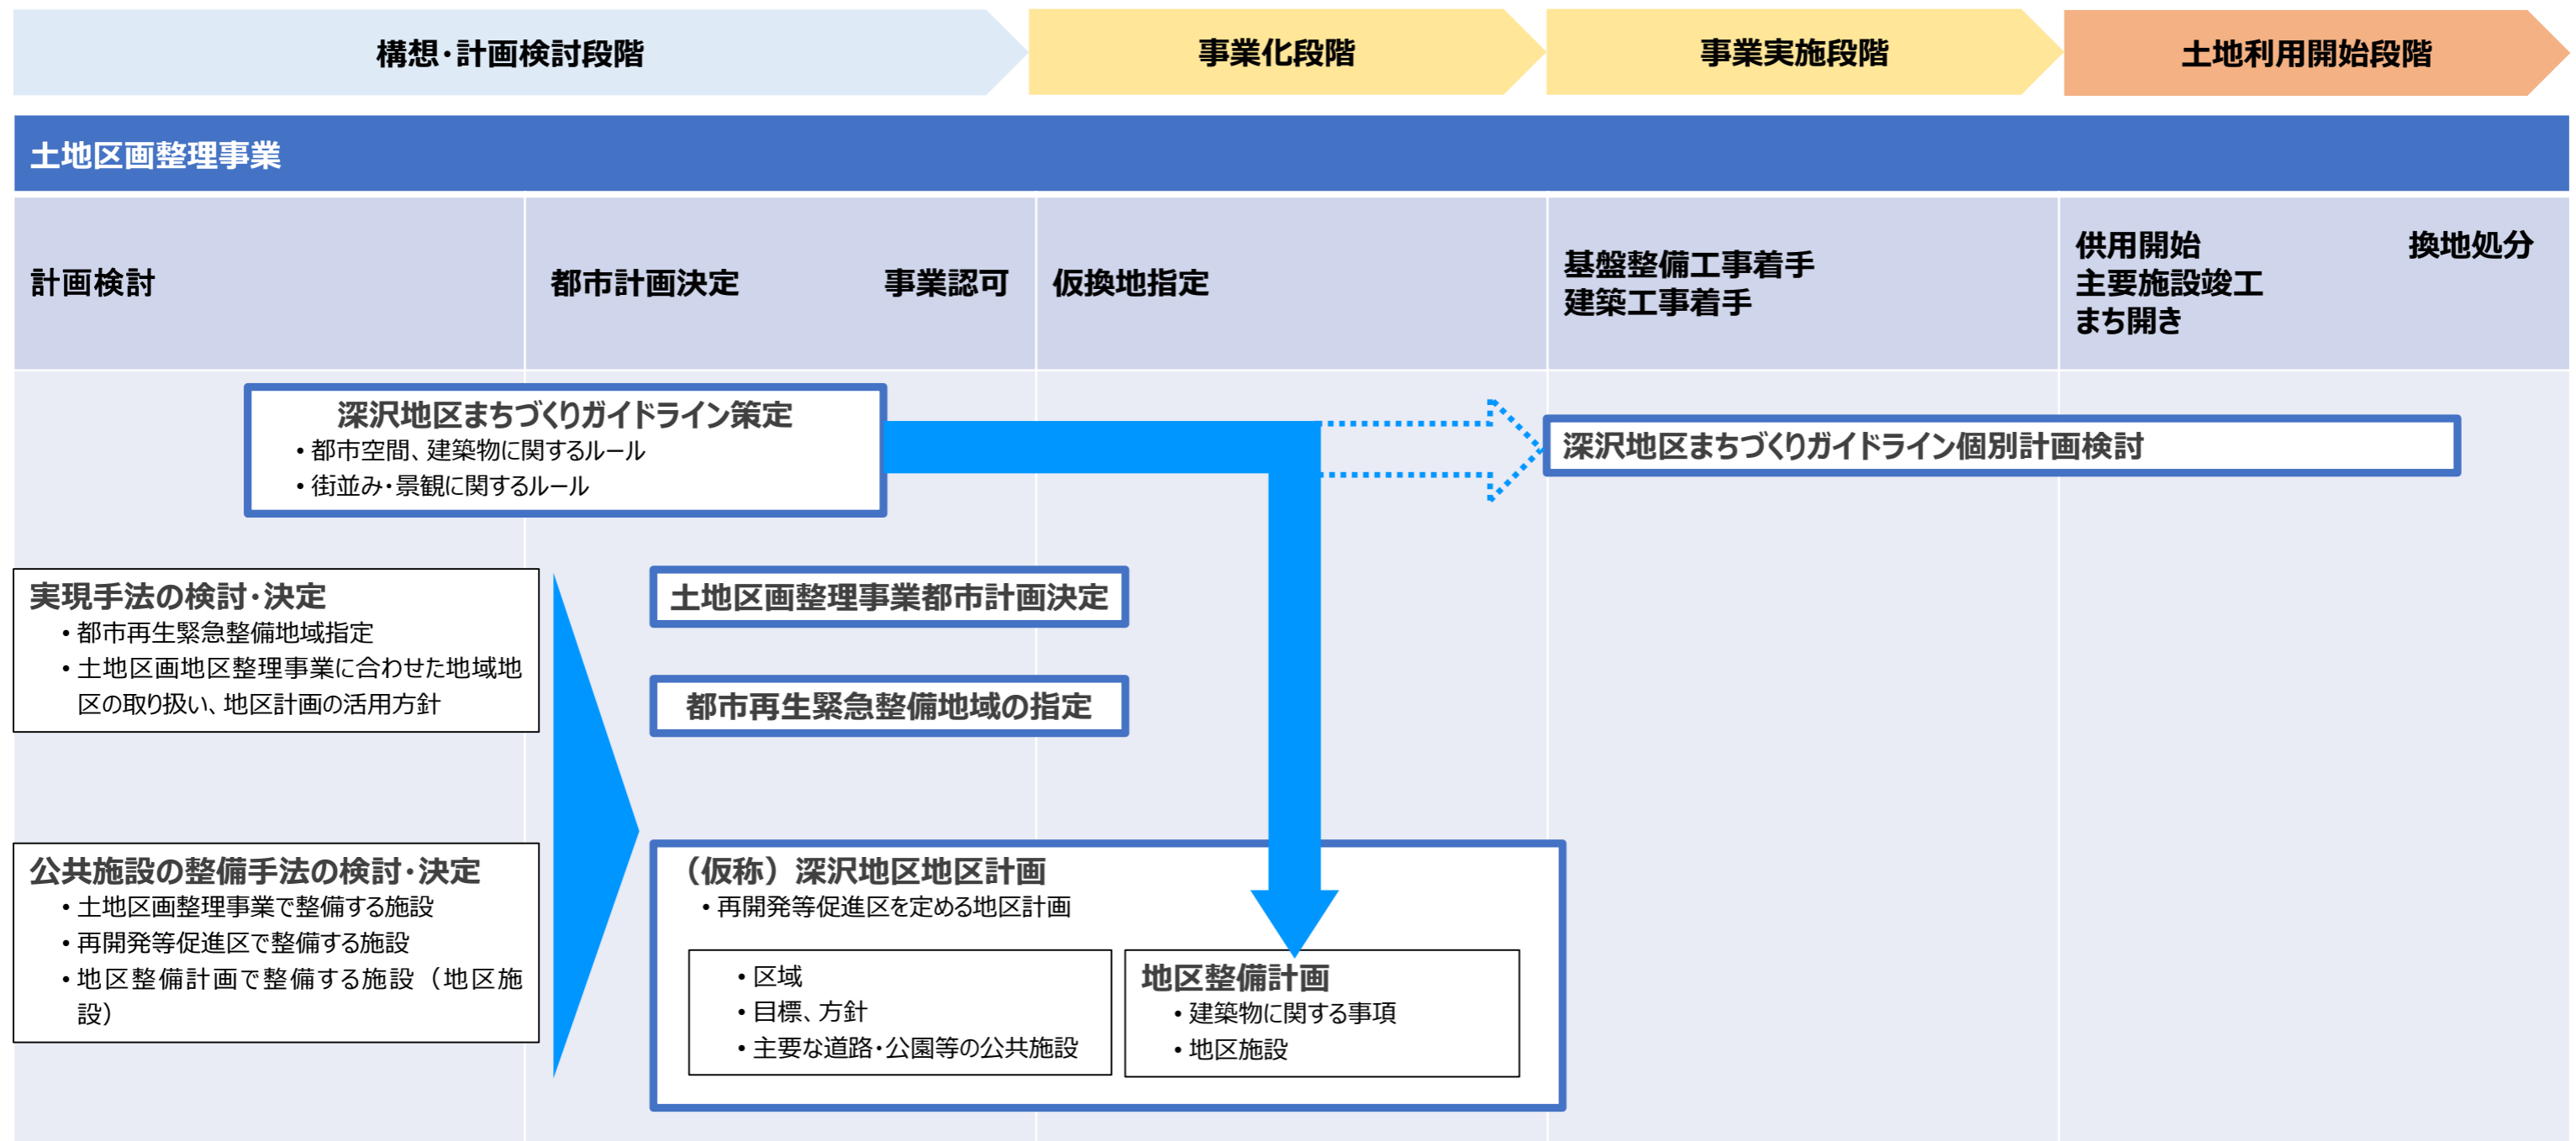 構想・計画検討段階
事業化段階
事業実施段階
土地利用開始段階
土地区画整理事業
計画検討
都市計画決定
事業認可
仮換地指定
基盤整備工事着手
建築工事着手
供用開始
主要施設竣工
まち開き
換地処分
深沢地区まちづくりガイドライン策定
• 都市空間、建築物に関するルール
• 街並み・景観に関するルール
深沢地区まちづくりガイドライン個別計画検討
実現手法の検討・決定
• 都市再生緊急整備地域指定
• 土地区画地区整理事業に合わせた地域地
区の取り扱い、地区計画の活用方針
土地区画整理事業都市計画決定
都市再生緊急整備地域の指定
公共施設の整備手法の検討・決定
• 土地区画整理事業で整備する施設
• 再開発等促進区で整備する施設
• 地区整備計画で整備する施設（地区施
設）
（仮称）深沢地区地区計画
• 再開発等促進区を定める地区計画
• 区域
• 目標、方針
• 主要な道路・公園等の公共施設
地区整備計画
• 建築物に関する事項
• 地区施設